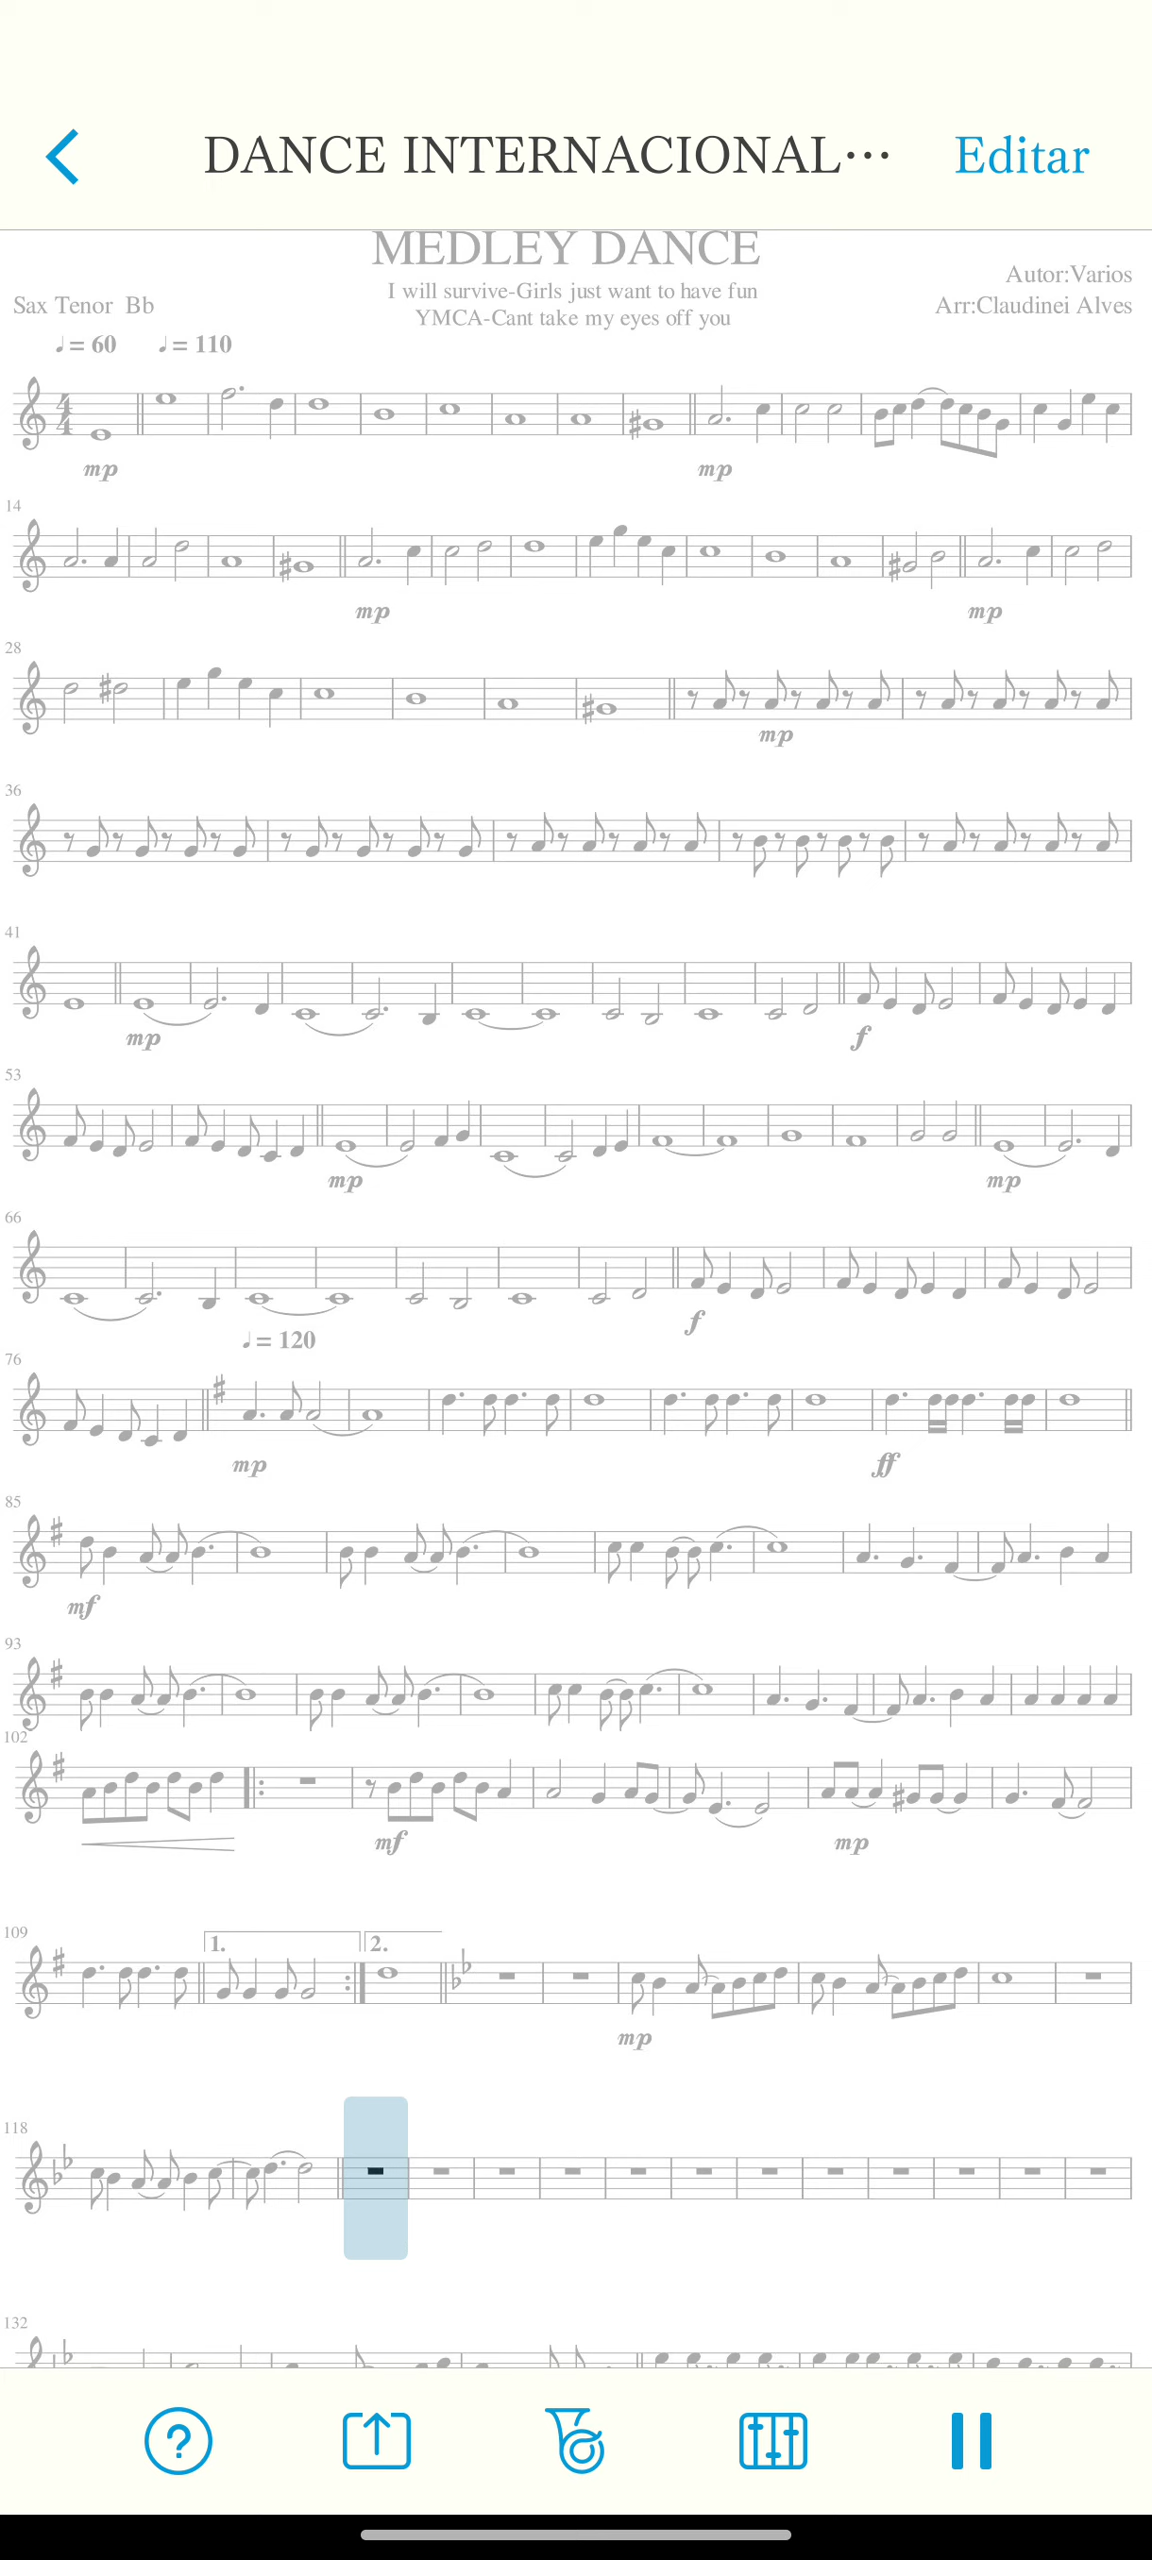 DANCE INTERNACIONAL··· Editar
MEDLEY DANCE
I will survive-Girls just want to have fun
YMCA-Cant take my eyes off you
Autor:Varios
Arr:Claudinei Alves
Sax Tenor Bb
♩= 60 ♩= 110
4
4
mp mp
14
mp mp
28
mp
36
41
mp f
53
mp mp
66
f
♩= 120
76
mp ff
85
mf
93
102
mf mp
109
1. 2.
mp
118
132
?